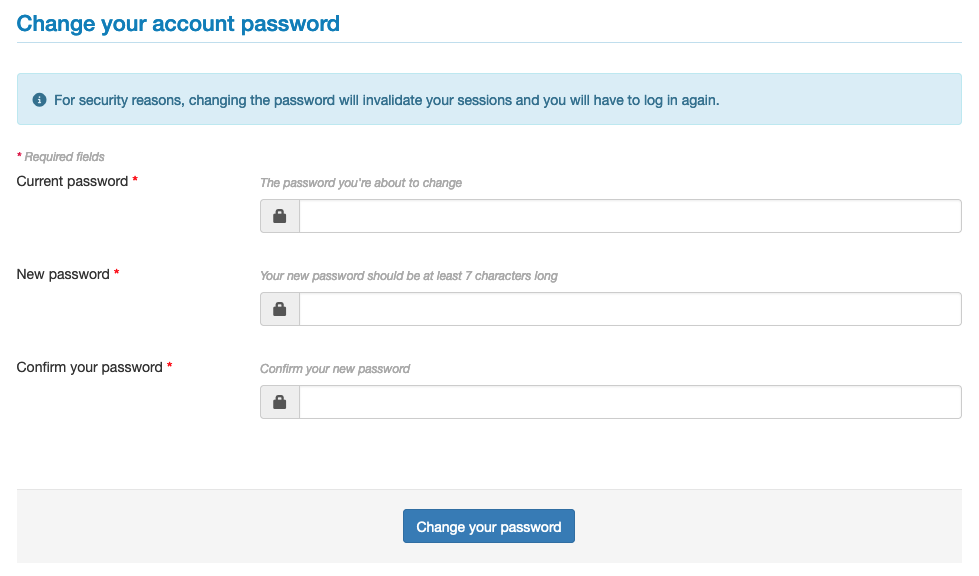 Change your account password
For security reasons, changing the password will invalidate your sessions and you will have to log in again.
* Required fields
Current password *
The password you're about to change
New password *
Your new password should be at least 7 characters long
Confirm your password *
Confirm your new password
Change your password